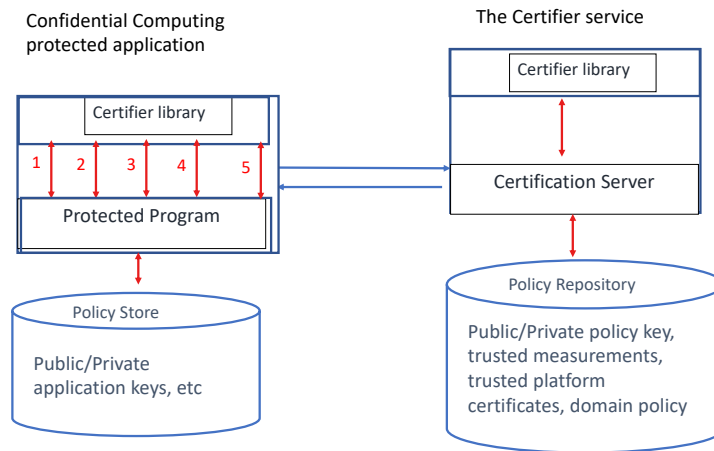 Confidential Computing
protected application
The Certifier service
Certifier library
Certifier library
1
2
3
4
5
Protected Program
Certification Server
Policy Store
Public/Private
application keys, etc
Policy Repository
Public/Private policy key,
trusted measurements,
trusted platform
certificates, domain policy